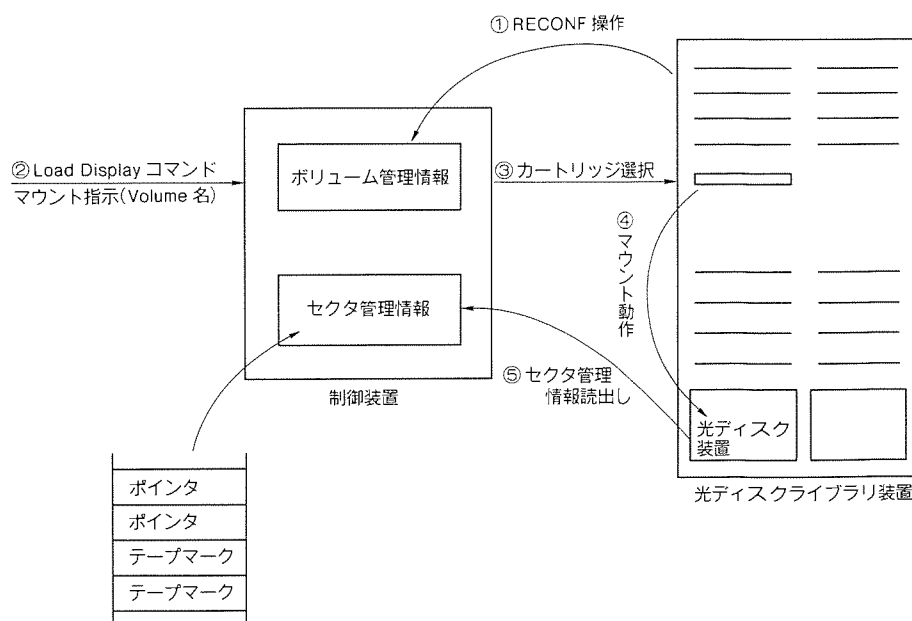 ① RECONF 操作
② Load Display コマンド
マウント指示(Volume 名)
ボリューム管理情報
③ カートリッジ選択
④ マウント動作
セクタ管理情報
⑤ セクタ管理
情報読出し
制御装置
光ディスク
装置
光ディスクライブラリ装置
ポインタ
ポインタ
テープマーク
テープマーク